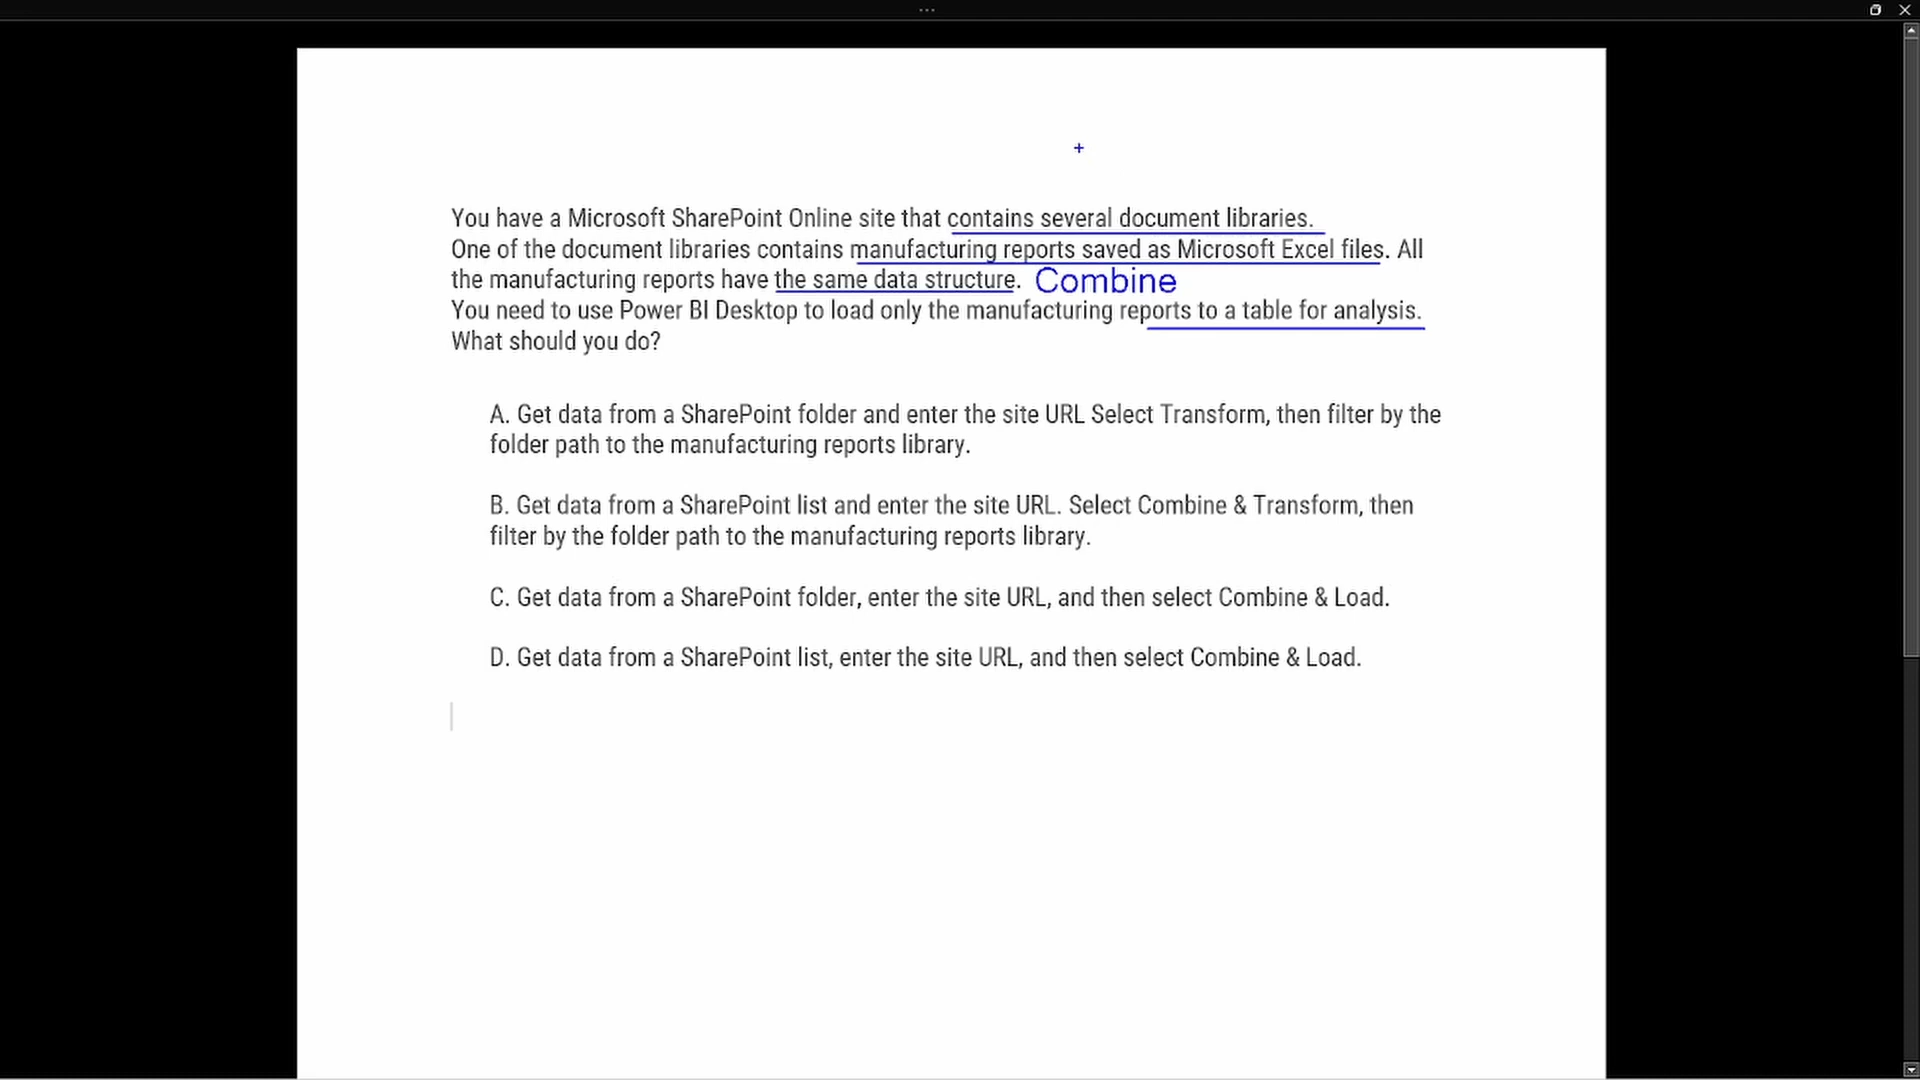 You have a Microsoft SharePoint Online site that contains several document libraries.
One of the document libraries contains manufacturing reports saved as Microsoft Excel files. All
the manufacturing reports have the same data structure. Combine
You need to use Power BI Desktop to load only the manufacturing reports to a table for analysis.
What should you do?
A. Get data from a SharePoint folder and enter the site URL Select Transform, then filter by the
folder path to the manufacturing reports library.
B. Get data from a SharePoint list and enter the site URL. Select Combine & Transform, then
filter by the folder path to the manufacturing reports library.
C. Get data from a SharePoint folder, enter the site URL, and then select Combine & Load.
D. Get data from a SharePoint list, enter the site URL, and then select Combine & Load.